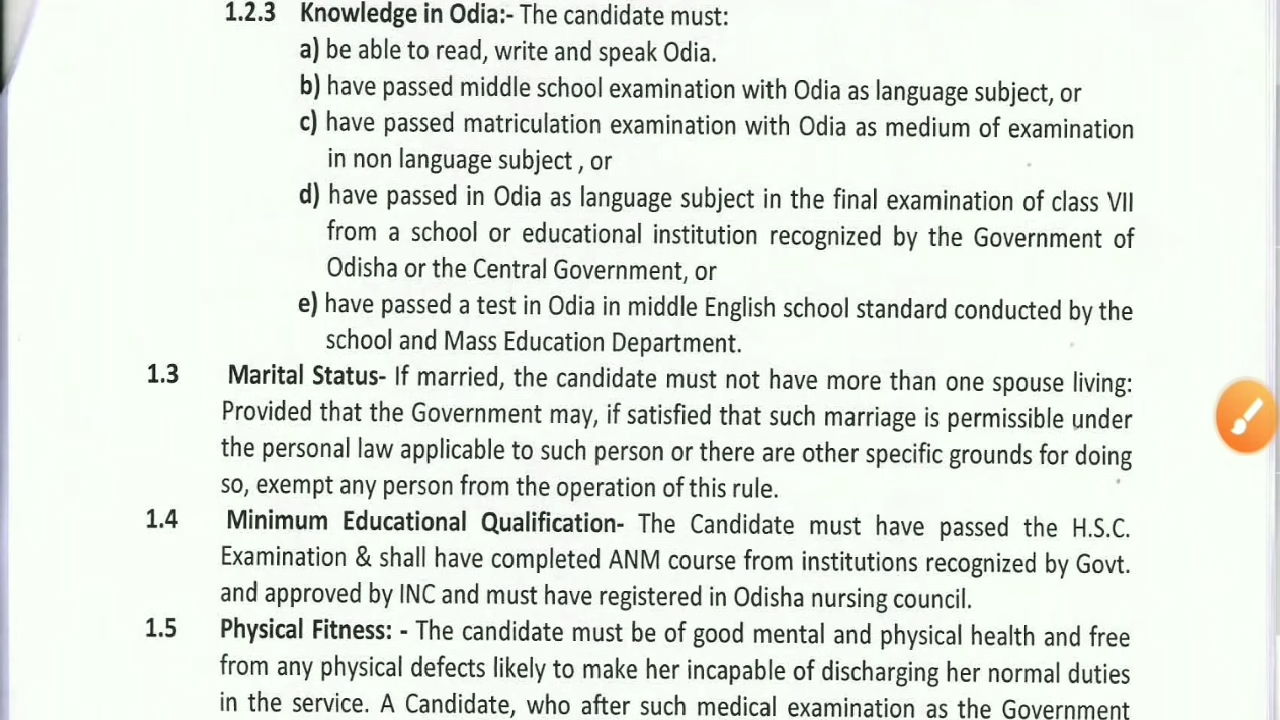 1.2.3 Knowledge in Odia:- The candidate must:
a) be able to read, write and speak Odia.
b) have passed middle school examination with Odia as language subject, or
c) have passed matriculation examination with Odia as medium of examination
in non language subject , or
d) have passed in Odia as language subject in the final examination of class VII
from a school or educational institution recognized by the Government of
Odisha or the Central Government, or
e) have passed a test in Odia in middle English school standard conducted by the
school and Mass Education Department.
1.3 Marital Status- If married, the candidate must not have more than one spouse living:
Provided that the Government may, if satisfied that such marriage is permissible under
the personal law applicable to such person or there are other specific grounds for doing
so, exempt any person from the operation of this rule.
1.4 Minimum Educational Qualification- The Candidate must have passed the H.S.C.
Examination & shall have completed ANM course from institutions recognized by Govt.
and approved by INC and must have registered in Odisha nursing council.
1.5 Physical Fitness: - The candidate must be of good mental and physical health and free
from any physical defects likely to make her incapable of discharging her normal duties
in the service. A Candidate, who after such medical examination as the Government